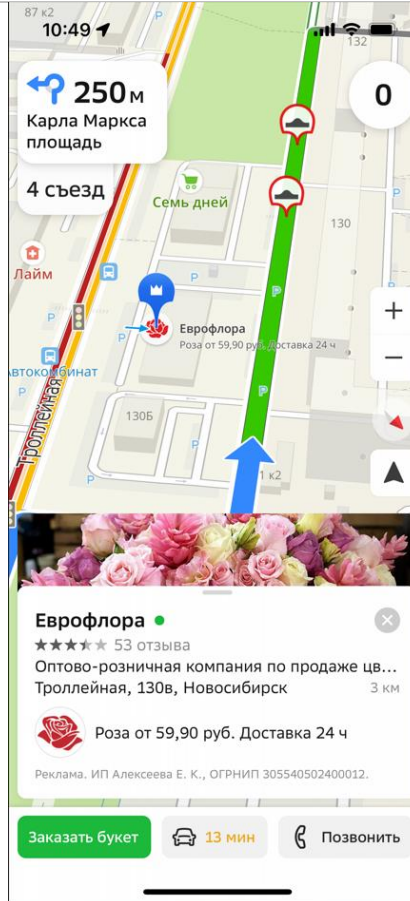 87 к2
10:49
132
250 м
Карла Маркса
площадь
0
4 съезд
Семь дней
130
Лайм
P
Еврофлора
Роза от 59,90 руб. Доставка 24 ч
Автокомбинат
Троллейная
130Б
1 к2
Еврофлора
53 отзыва
Оптово-розничная компания по продаже цв...
Троллейная, 130в, Новосибирск
3 км
Роза от 59,90 руб. Доставка 24 ч
Реклама. ИП Алексеева Е. К., ОГРНИП 305540502400012.
Заказать букет
13 мин
Позвонить